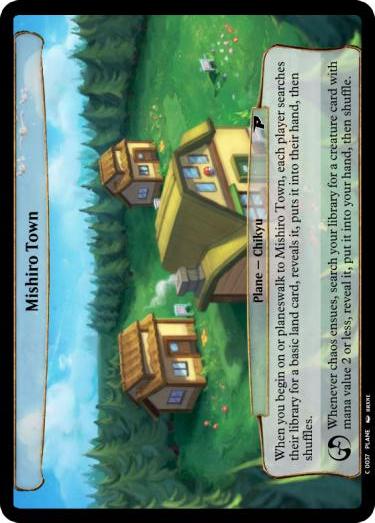 Mishiro Town
Plane – Chikyu
When you begin on or planeswalk to Mishiro Town, each player searches
their library for a basic land card, reveals it, puts it into their hand, then
shuffles.
Whenever chaos ensues, search your library for a creature card with
mana value 2 or less, reveal it, put it into your hand, then shuffle.
C 0037 PLANE